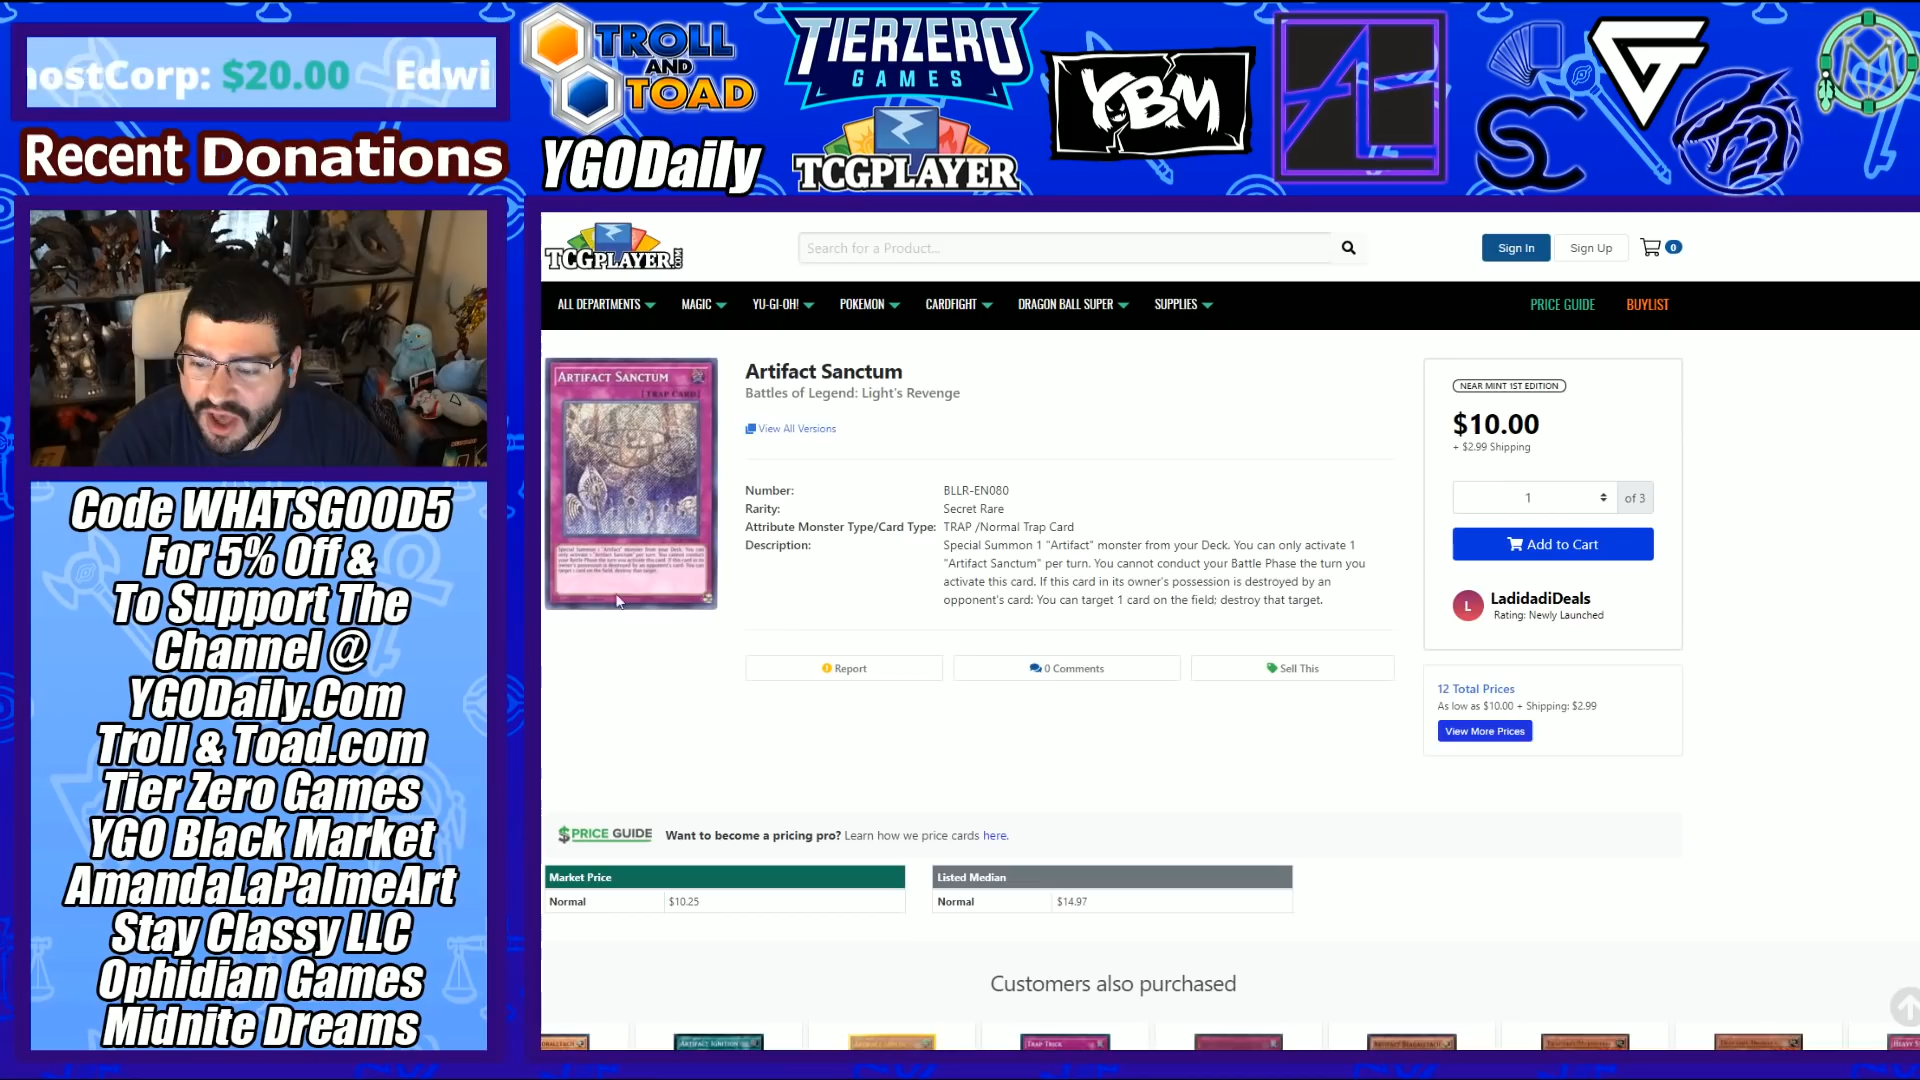 hostCorp: $20.00 Edwi
Recent Donations
TROLL
AND
TOAD
YGODaily
TIERZERO
GAMES
TCGPLAYER
YBM
TCGPLAYER.COM
Search for a Product...
Sign In
Sign Up
0
ALL DEPARTMENTS
MAGIC
YU-GI-OH!
POKEMON
CARDFIGHT
DRAGON BALL SUPER
SUPPLIES
PRICE GUIDE
BUYLIST
Code WHATSGOOD5
For 5% Off &
To Support The
Channel @
YGODaily.Com
Troll & Toad.com
Tier Zero Games
YGO Black Market
AmandaLaPalmeArt
Stay Classy LLC
Ophidian Games
Midnite Dreams
ARTIFACT SANCTUM
[TRAP CARD]
Artifact Sanctum
Battles of Legend: Light's Revenge
View All Versions
Number: BLLR-EN080
Rarity: Secret Rare
Attribute Monster Type/Card Type: TRAP /Normal Trap Card
Description: Special Summon 1 "Artifact" monster from your Deck. You can only activate 1
"Artifact Sanctum" per turn. You cannot conduct your Battle Phase the turn you
activate this card. If this card in its owner's possession is destroyed by an
opponent's card: You can target 1 card on the field; destroy that target.
Report
0 Comments
Sell This
NEAR MINT 1ST EDITION
$10.00
+ $2.99 Shipping
1 of 3
Add to Cart
L
LadidadiDeals
Rating: Newly Launched
12 Total Prices
As low as $10.00 + Shipping: $2.99
View More Prices
$PRICE GUIDE Want to become a pricing pro? Learn how we price cards here.
Market Price
Normal $10.25
Listed Median
Normal $14.97
Customers also purchased
ARTIFACT IGNITION
TRAP TRICK